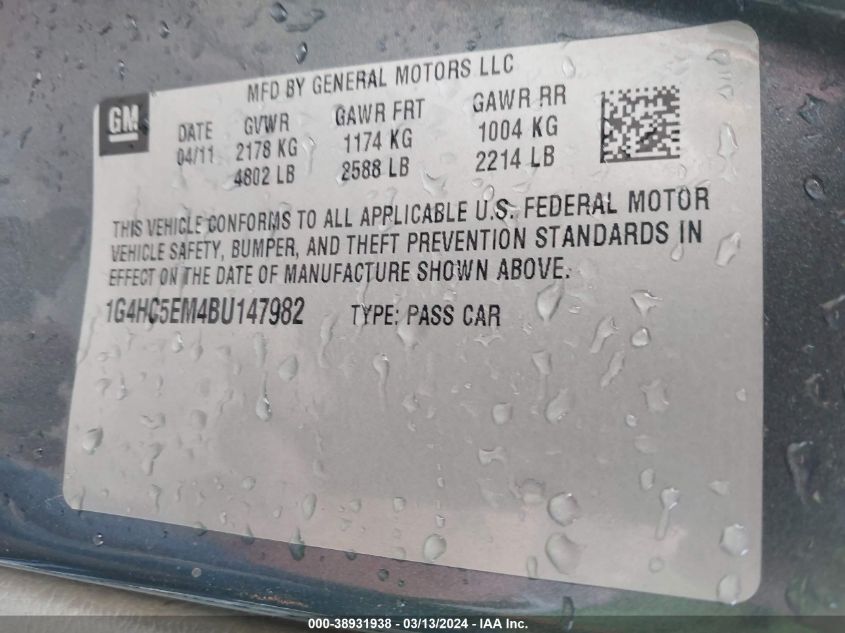 MFD BY GENERAL MOTORS LLC
GM
DATE GVWR GAWR FRT GAWR RR
04/11 2178 KG 1174 KG 1004 KG
4802 LB 2588 LB 2214 LB
THIS VEHICLE CONFORMS TO ALL APPLICABLE U.S. FEDERAL MOTOR
VEHICLE SAFETY, BUMPER, AND THEFT PREVENTION STANDARDS IN
EFFECT ON THE DATE OF MANUFACTURE SHOWN ABOVE.
1G4HC5EM4BU147982 TYPE: PASS CAR
000-38931938 - 03/13/2024 - IAA Inc.